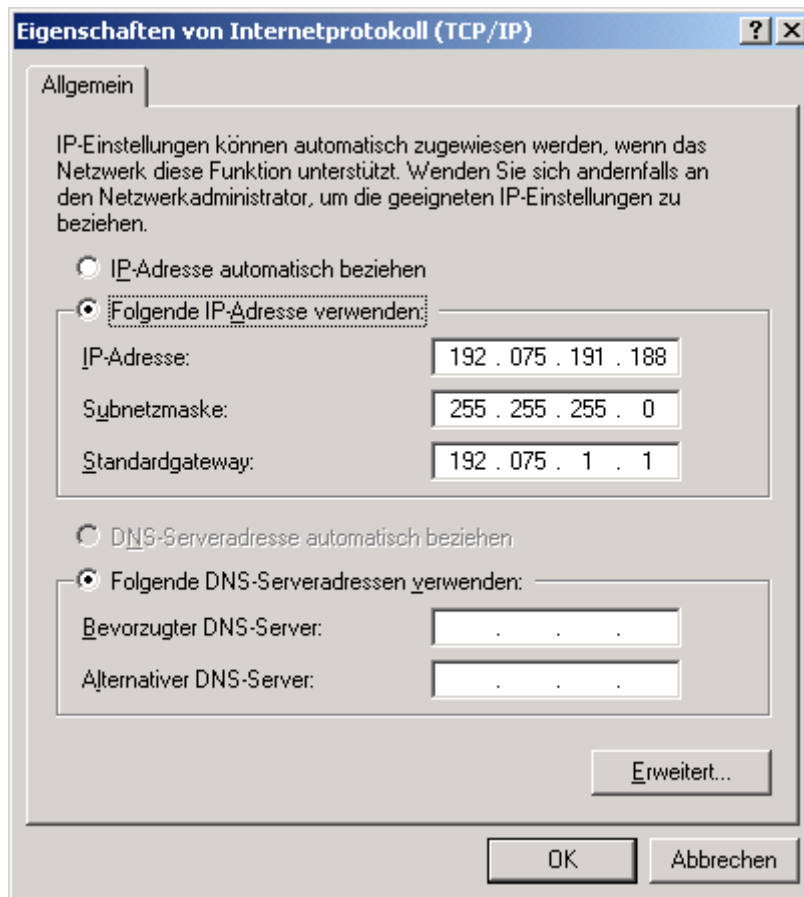 Eigenschaften von Internetprotokoll (TCP/IP)
Allgemein
IP-Einstellungen können automatisch zugewiesen werden, wenn das
Netzwerk diese Funktion unterstützt. Wenden Sie sich andernfalls an
den Netzwerkadministrator, um die geeigneten IP-Einstellungen zu
beziehen.
IP-Adresse automatisch beziehen
Folgende IP-Adresse verwenden:
IP-Adresse: 192 . 075 . 191 . 188
Subnetzmaske: 255 . 255 . 255 . 0
Standardgateway: 192 . 075 . 1 . 1
DNS-Serveradresse automatisch beziehen
Folgende DNS-Serveradressen verwenden:
Bevorzugter DNS-Server: . . .
Alternativer DNS-Server: . . .
Erweitert...
OK Abbrechen